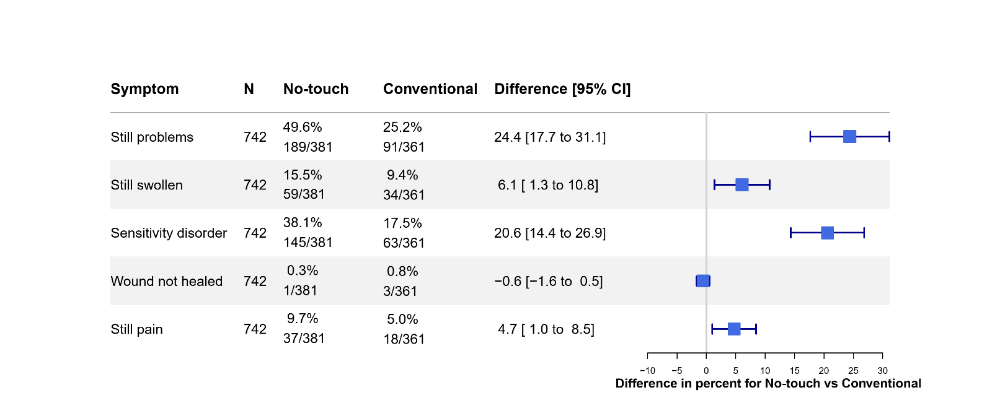 Symptom N No-touch Conventional Difference [95% CI]
49.6% 25.2%
Still problems 742 24.4 [17.7 to 31.1]
189/381 91/361
15.5% 9.4%
Still swollen 742 6.1 [ 1.3 to 10.8]
59/381 34/361
38.1% 17.5%
Sensitivity disorder 742 20.6 [14.4 to 26.9]
145/381 63/361
0.3% 0.8%
Wound not healed 742 −0.6 [−1.6 to 0.5]
1/381 3/361
9.7% 5.0%
Still pain 742 4.7 [ 1.0 to 8.5]
37/381 18/361
−10 −5 0 5 10 15 20 25 30
Difference in percent for No-touch vs Conventional